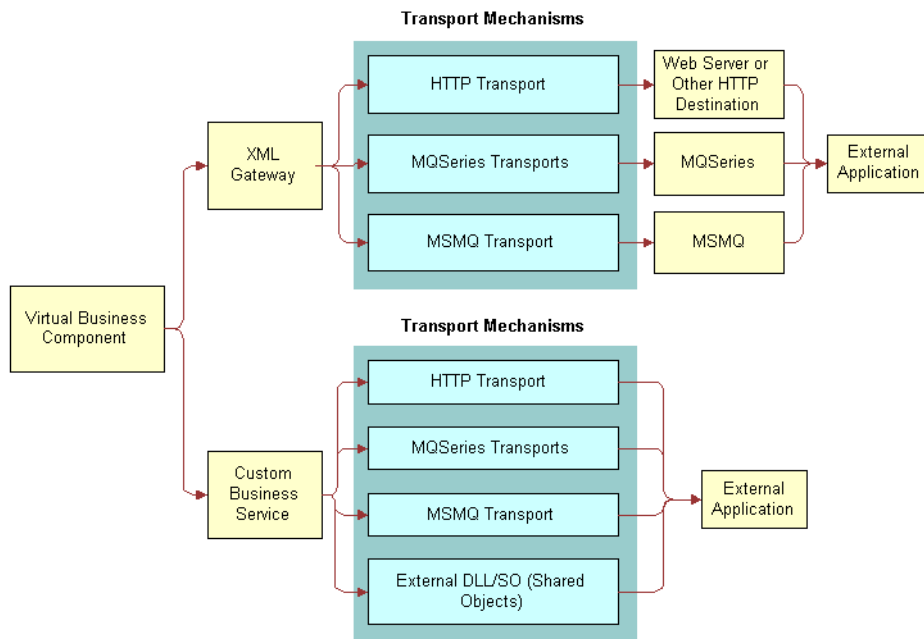 Transport Mechanisms
HTTP Transport
Web Server or
Other HTTP
Destination
XML
Gateway
MQSeries Transports
MQSeries
External
Application
MSMQ Transport
MSMQ
Virtual Business
Component
Transport Mechanisms
HTTP Transport
MQSeries Transports
Custom
Business
Service
MSMQ Transport
External
Application
External DLL/SO (Shared
Objects)